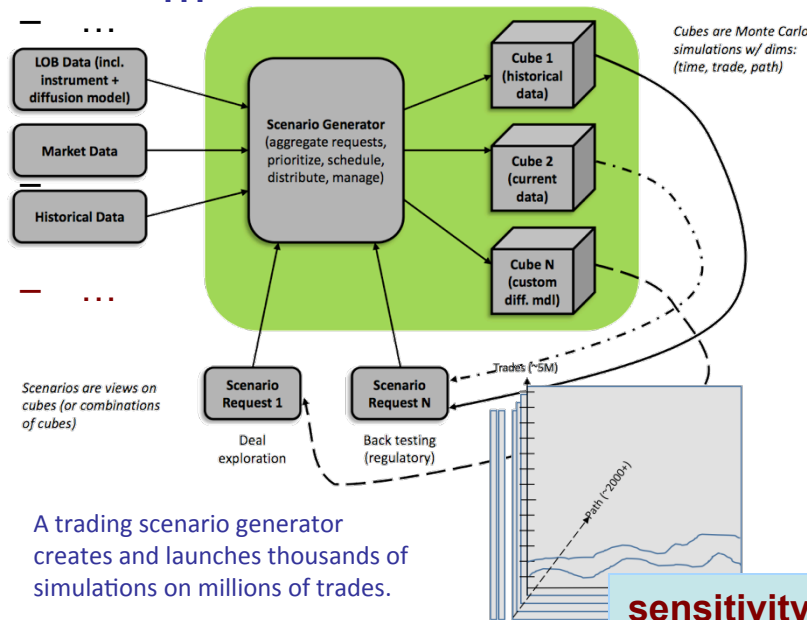 — ...
LOB Data (incl.
instrument +
diffusion model)
Market Data
Historical Data
— ...
Scenario Generator
(aggregate requests,
prioritize, schedule,
distribute, manage)
Cube 1
(historical
data)
Cube 2
(current
data)
Cube N
(custom
diff. mdl)
Cubes are Monte Carlo
simulations w/ dims:
(time, trade, path)
Scenarios are views on
cubes (or combinations
of cubes)
Scenario
Request 1
Deal
exploration
Scenario
Request N
Back testing
(regulatory)
Trades (~5M)
Path (~2000+)
A trading scenario generator
creates and launches thousands of
simulations on millions of trades.
sensitivity